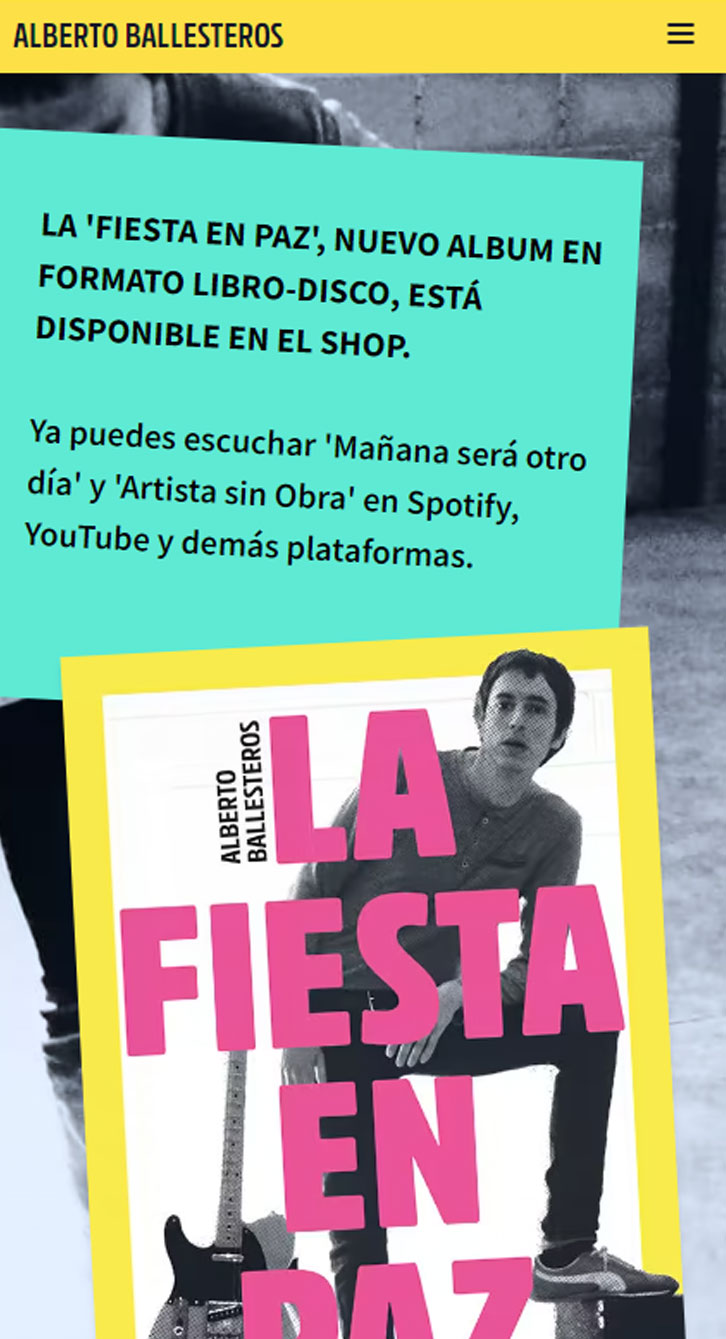 ALBERTO BALLESTEROS
LA 'FIESTA EN PAZ', NUEVO ALBUM EN
FORMATO LIBRO-DISCO, ESTÁ
DISPONIBLE EN EL SHOP.
Ya puedes escuchar 'Mañana será otro
día' y 'Artista sin Obra' en Spotify,
YouTube y demás plataformas.
ALBERTO
BALLESTEROS
LA
FIESTA
EN
PAZ